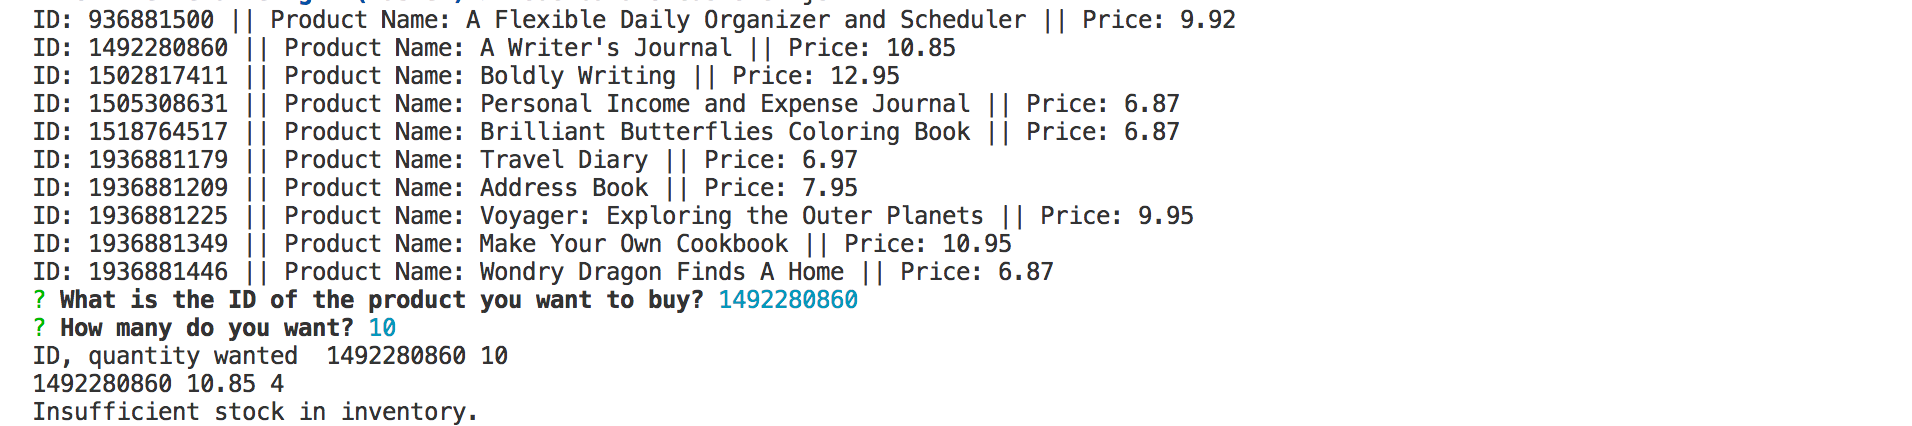 ID: 936881500 || Product Name: A Flexible Daily Organizer and Scheduler || Price: 9.92
ID: 1492280860 || Product Name: A Writer's Journal || Price: 10.85
ID: 1502817411 || Product Name: Boldly Writing || Price: 12.95
ID: 1505308631 || Product Name: Personal Income and Expense Journal || Price: 6.87
ID: 1518764517 || Product Name: Brilliant Butterflies Coloring Book || Price: 6.87
ID: 1936881179 || Product Name: Travel Diary || Price: 6.97
ID: 1936881209 || Product Name: Address Book || Price: 7.95
ID: 1936881225 || Product Name: Voyager: Exploring the Outer Planets || Price: 9.95
ID: 1936881349 || Product Name: Make Your Own Cookbook || Price: 10.95
ID: 1936881446 || Product Name: Wondry Dragon Finds A Home || Price: 6.87
? What is the ID of the product you want to buy? 1492280860
? How many do you want? 10
ID, quantity wanted  1492280860 10
1492280860 10.85 4
Insufficient stock in inventory.